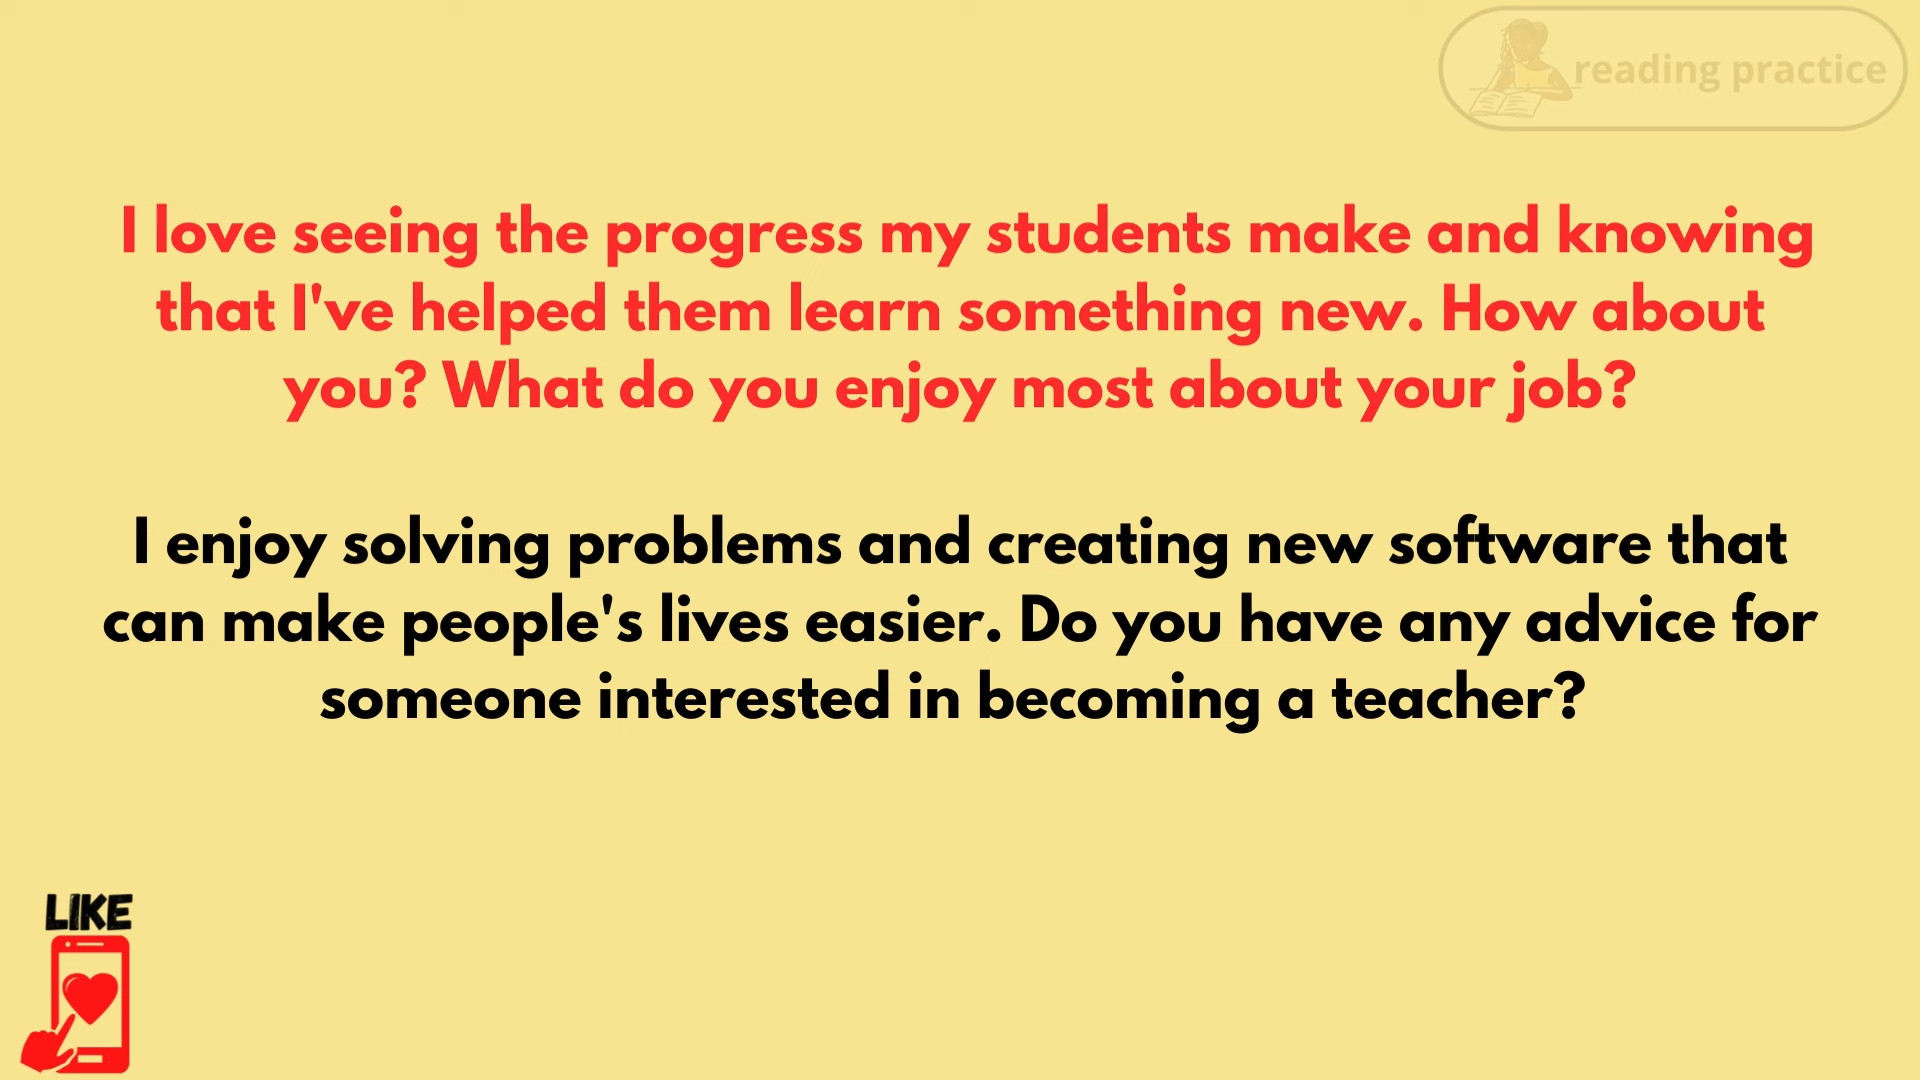 reading practice
I love seeing the progress my students make and knowing
that I've helped them learn something new. How about
you? What do you enjoy most about your job?
I enjoy solving problems and creating new software that
can make people's lives easier. Do you have any advice for
someone interested in becoming a teacher?
LIKE